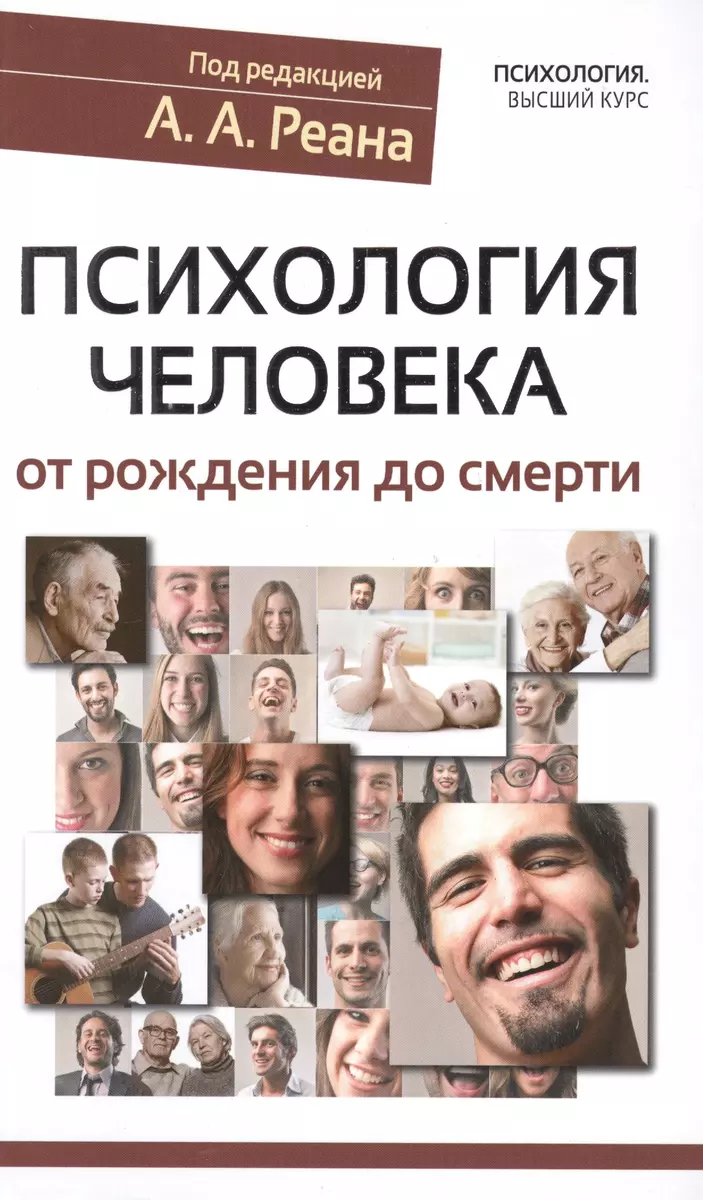 Под редакцией
А. А. Реана
ПСИХОЛОГИЯ.
ВЫСШИЙ КУРС
ПСИХОЛОГИЯ
ЧЕЛОВЕКА
от рождения до смерти